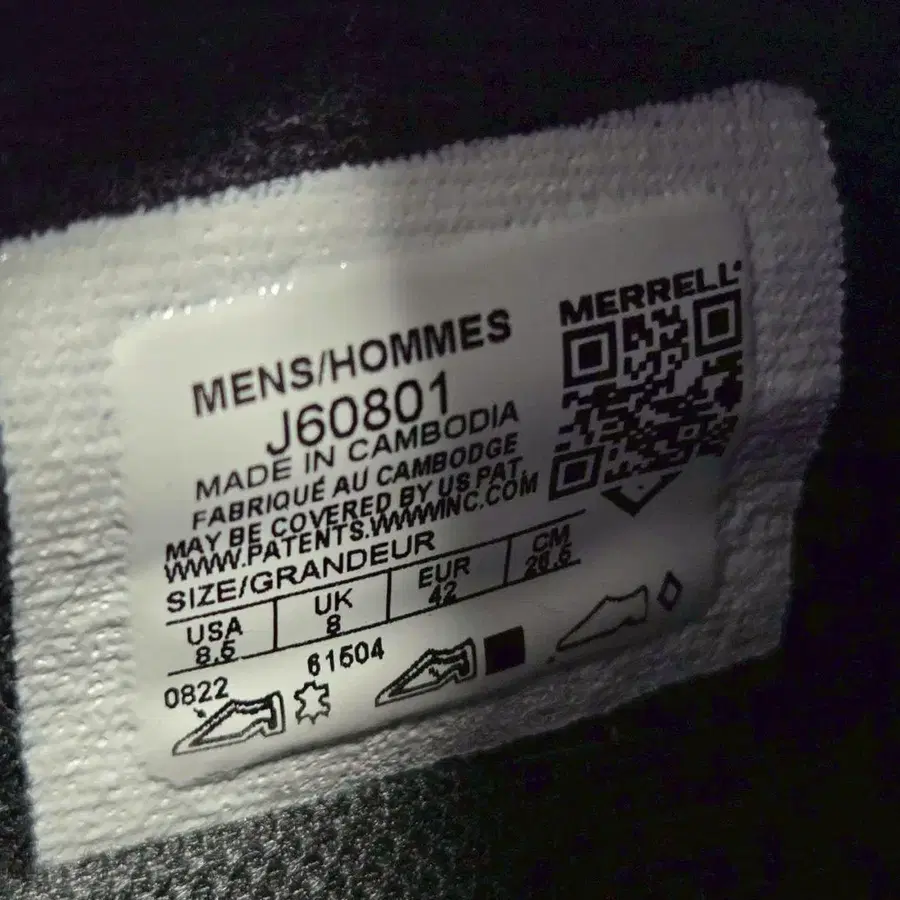 MERRELL
MENS/HOMMES
J60801
MADE IN CAMBODIA
FABRIQUÉ AU CAMBODGE
MAY BE COVERED BY US PAT.
WWW.PATENTS.WWWINC.COM
SIZE/GRANDEUR
USA UK EUR CM
8.5 8 42 26.5
0822 61504